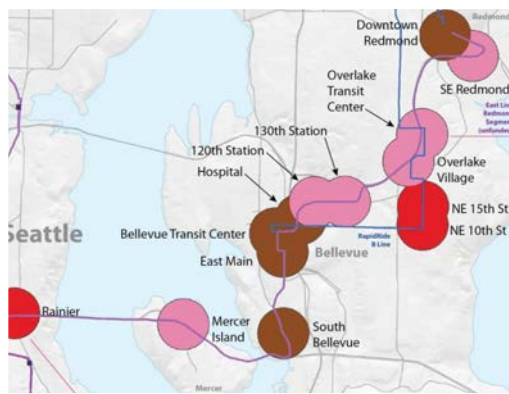 Downtown
Redmond
Redmond
SE Redmond
East Link
Redmond
Segment
(unfunded)
Overlake
Transit
Center
130th Station
120th Station
Hospital
Overlake
Village
NE 15th St
NE 10th St
Bellevue Transit Center
RapidRide
B Line
Bellevue
Seattle
East Main
Rainier
Mercer
Island
South
Bellevue
Mercer